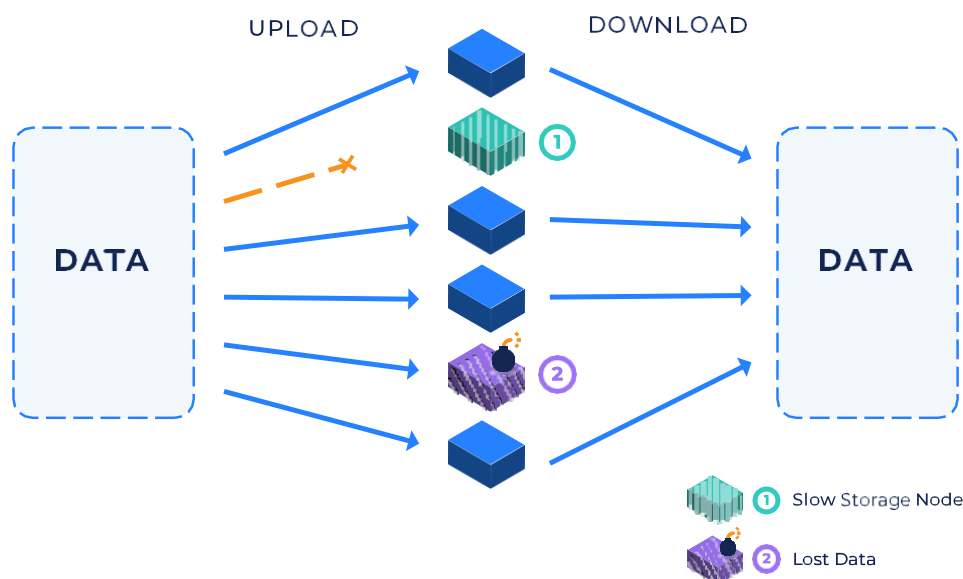 UPLOAD
DOWNLOAD
1
DATA
DATA
2
1 Slow Storage Node
2 Lost Data